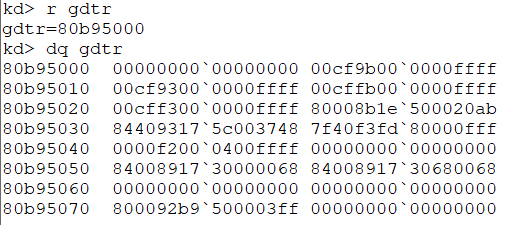 kd> r gdtr
gdtr=80b95000
kd> dq gdtr
80b95000  00000000`00000000 00cf9b00`0000ffff
80b95010  00cf9300`0000ffff 00cffb00`0000ffff
80b95020  00cff300`0000ffff 80008b1e`500020ab
80b95030  84409317`5c003748 7f40f3fd`80000fff
80b95040  0000f200`0400ffff 00000000`00000000
80b95050  84008917`30000068 84008917`30680068
80b95060  00000000`00000000 00000000`00000000
80b95070  800092b9`500003ff 00000000`00000000